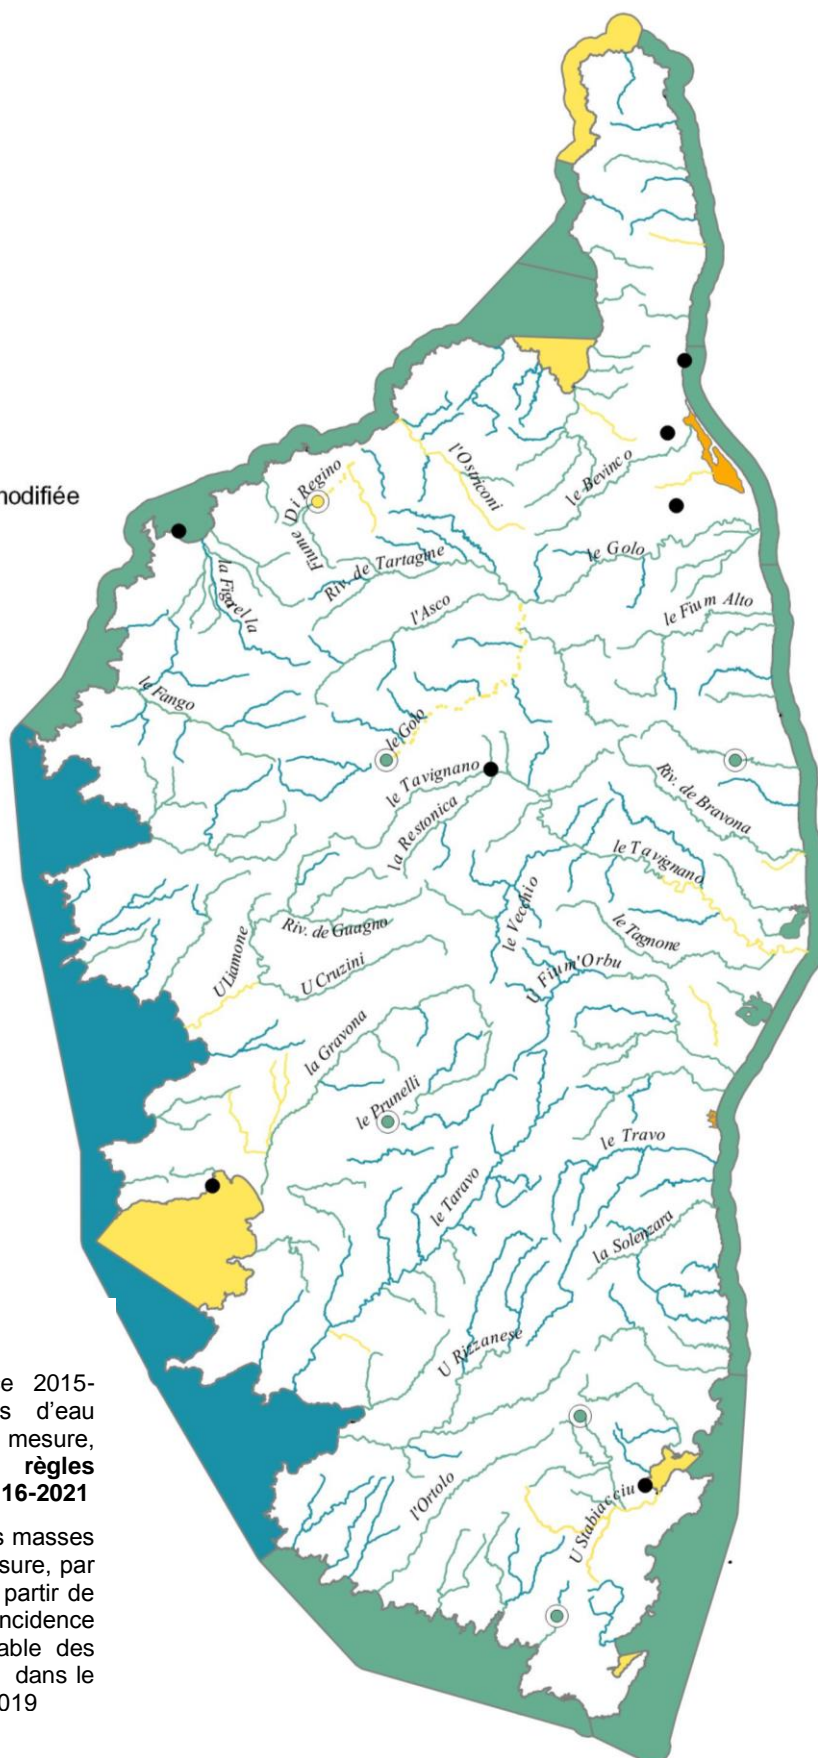 nodifiée
Fiume Di Regino
l'Ostriconi
le Bevinco
le Golo
la Figarella
Riv. de Tartagine
l'Asco
le Fium Alto
le Fango
le Golo
le Tavignano
la Restonica
Riv. de Bravona
le Tavignano
le Vecchio
le Tagnone
U Liamone
Riv. de Guagno
U Cruzini
U Fium'Orbu
la Gravona
le Prunelli
le Travo
le Taravo
la Solenzara
U Rizzanese
l'Ortolo
U Stabiacciu
e 2015-
s d'eau
mesure,
règles
16-2021
s masses
sure, par
partir de
ncidence
able des
dans le
019